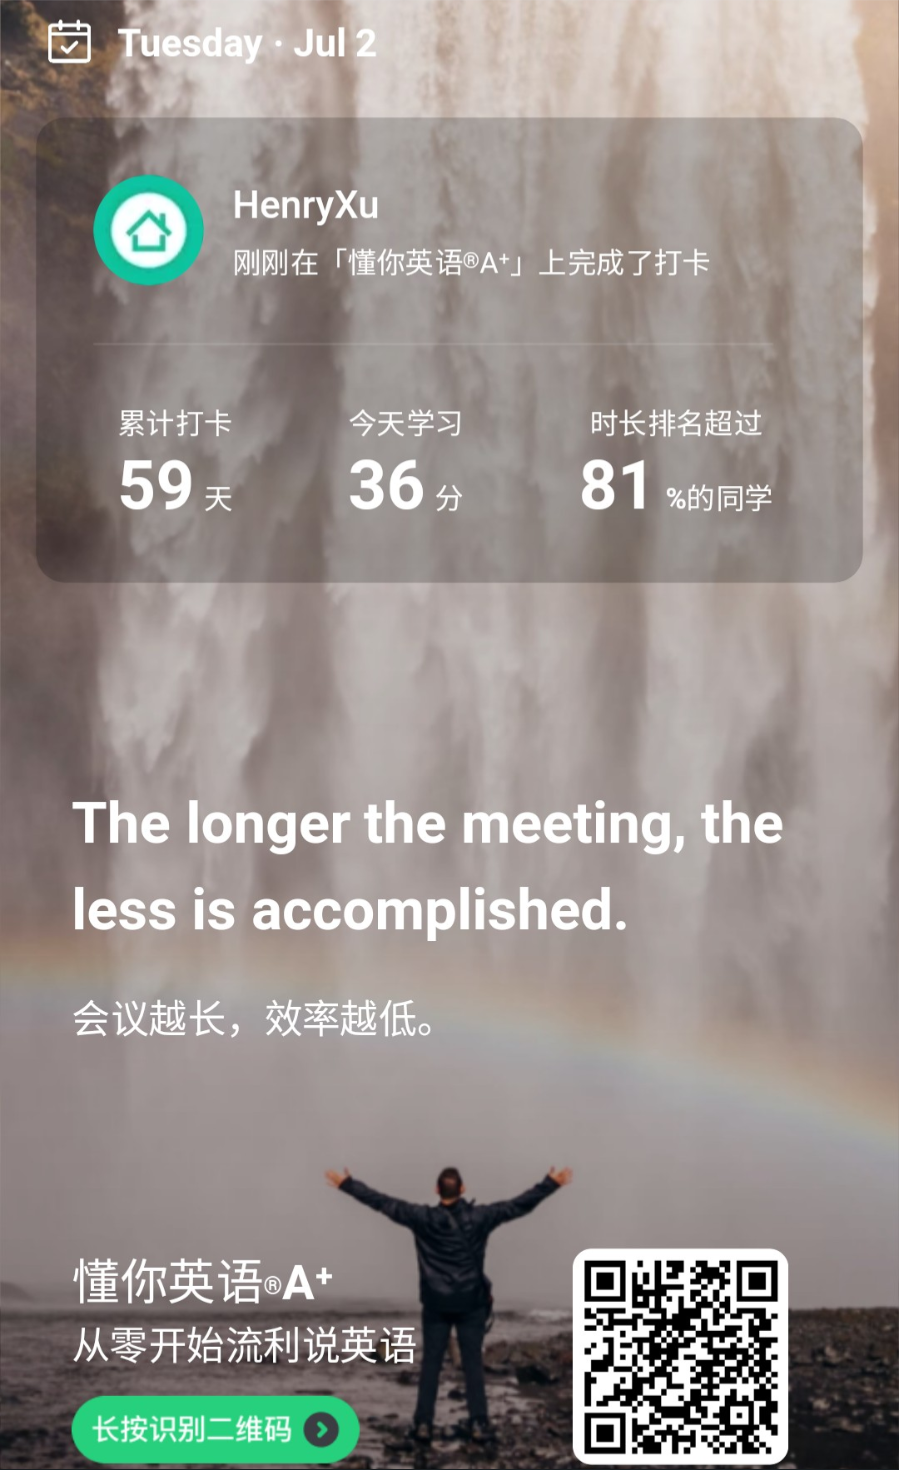 Tuesday · Jul 2
HenryXu
刚刚在「懂你英语®A⁺」上完成了打卡
累计打卡
59 天
今天学习
36 分
时长排名超过
81 %的同学
The longer the meeting, the
less is accomplished.
会议越长，效率越低。
懂你英语®A⁺
从零开始流利说英语
长按识别二维码